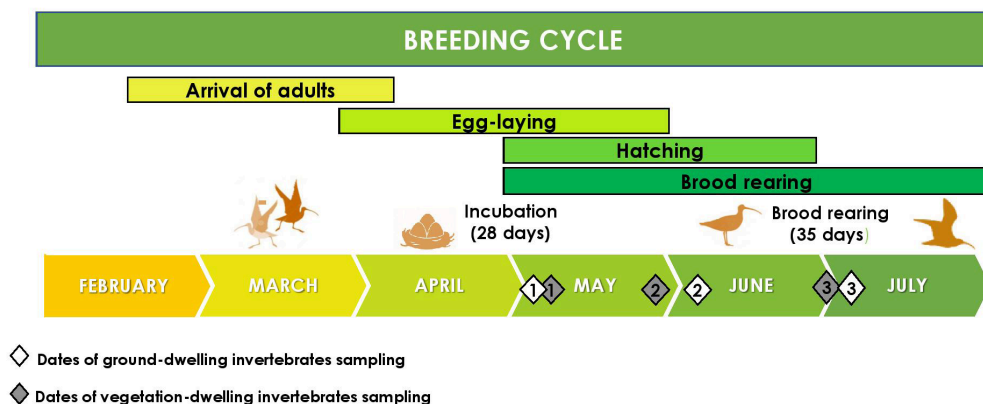 BREEDING CYCLE
Arrival of adults
Egg-laying
Hatching
Brood rearing
Incubation
(28 days)
Brood rearing
(35 days)
FEBRUARY MARCH APRIL 1 1 MAY 2 2 JUNE 3 3 JULY
Dates of ground-dwelling invertebrates sampling
Dates of vegetation-dwelling invertebrates sampling